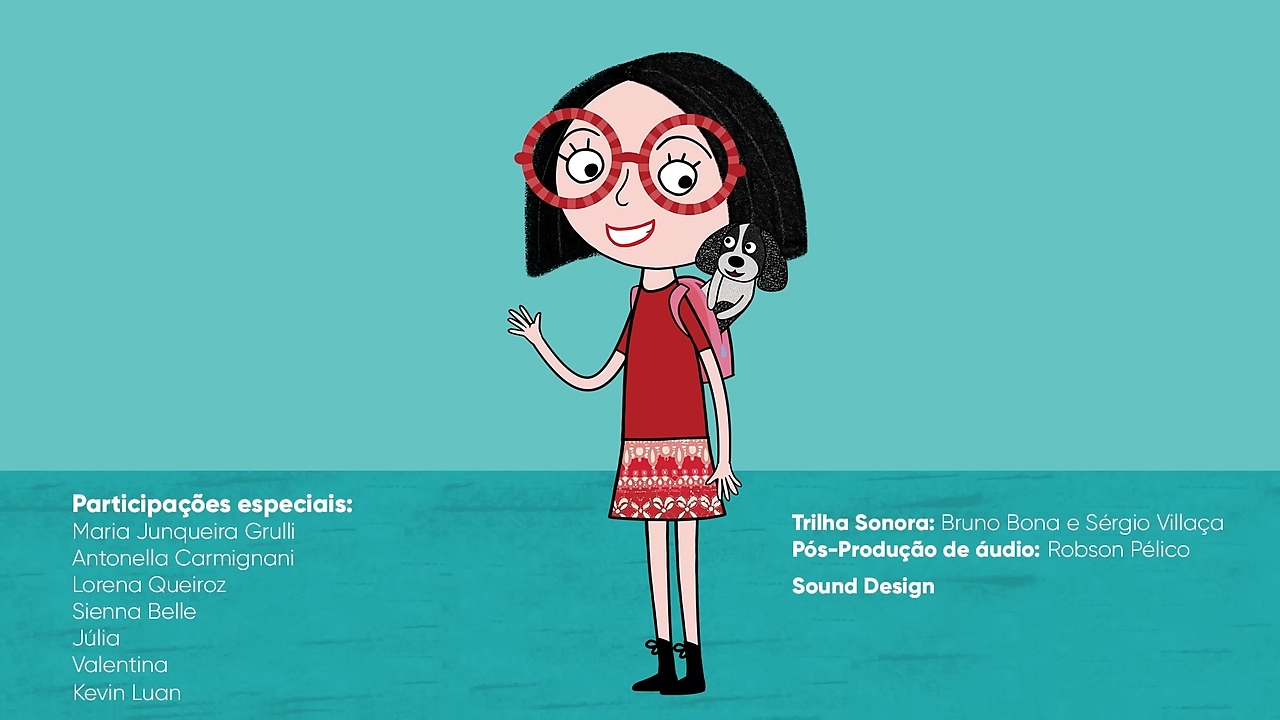 Participações especiais:
Maria Junqueira Grulli
Antonella Carmignani
Lorena Queiroz
Sienna Belle
Júlia
Valentina
Kevin Luan
Trilha Sonora: Bruno Bona e Sérgio Villaça
Pós-Produção de áudio: Robson Pélico
Sound Design